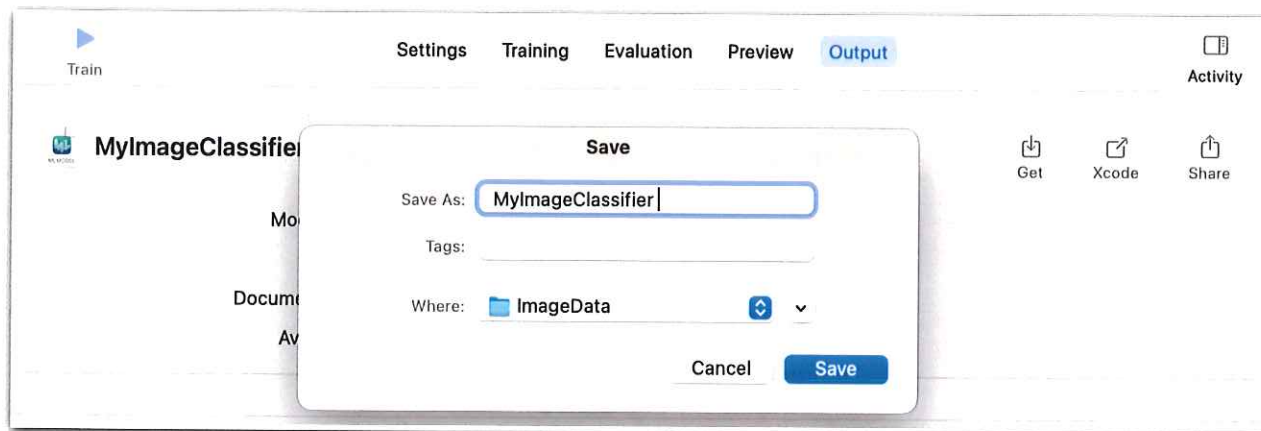 Train
Settings Training Evaluation Preview Output
Activity
MyImageClassifier
Save
Get Xcode Share
Save As: MyImageClassifier
Mo
Tags:
Docume
Where: ImageData
Av
Cancel Save